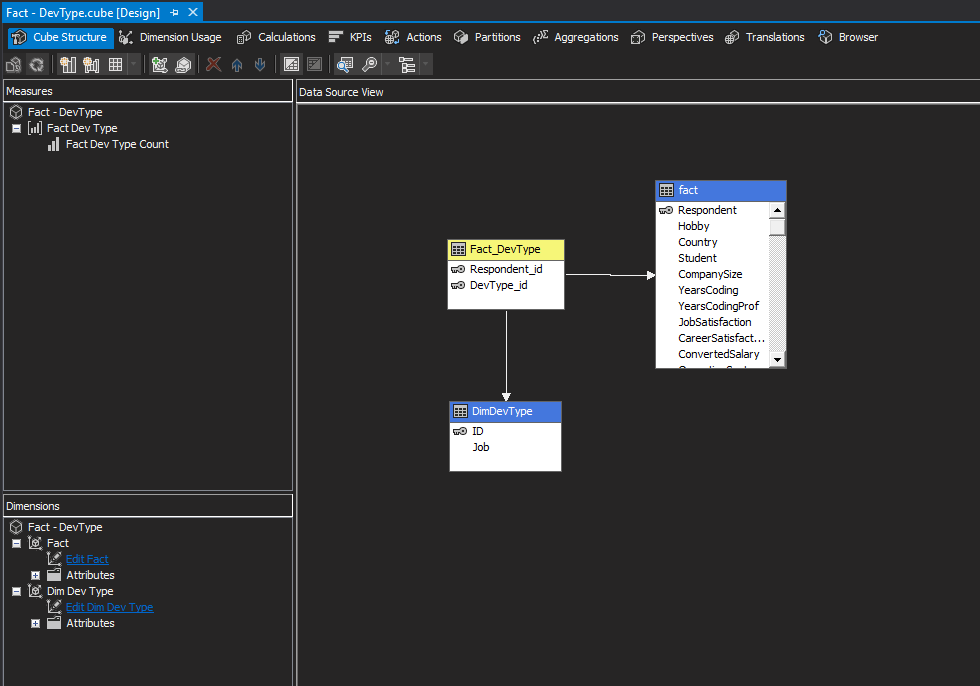 Fact - DevType.cube [Design]
Cube Structure Dimension Usage Calculations KPIs Actions Partitions Aggregations Perspectives Translations Browser
Measures
Fact - DevType
Fact Dev Type
Fact Dev Type Count
Dimensions
Fact - DevType
Fact
Edit Fact
Attributes
Dim Dev Type
Edit Dim Dev Type
Attributes
Data Source View
Fact_DevType
Respondent_id
DevType_id
fact
Respondent
Hobby
Country
Student
CompanySize
YearsCoding
YearsCodingProf
JobSatisfaction
CareerSatisfact...
ConvertedSalary
DimDevType
ID
Job